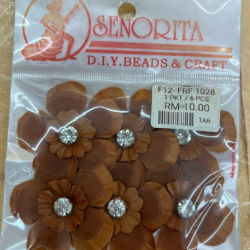 SENORITA
D.I.Y. BEADS & CRAFT
F12-FRF 1028
1 PKT / 6 PCS
RM 10.00
TAR